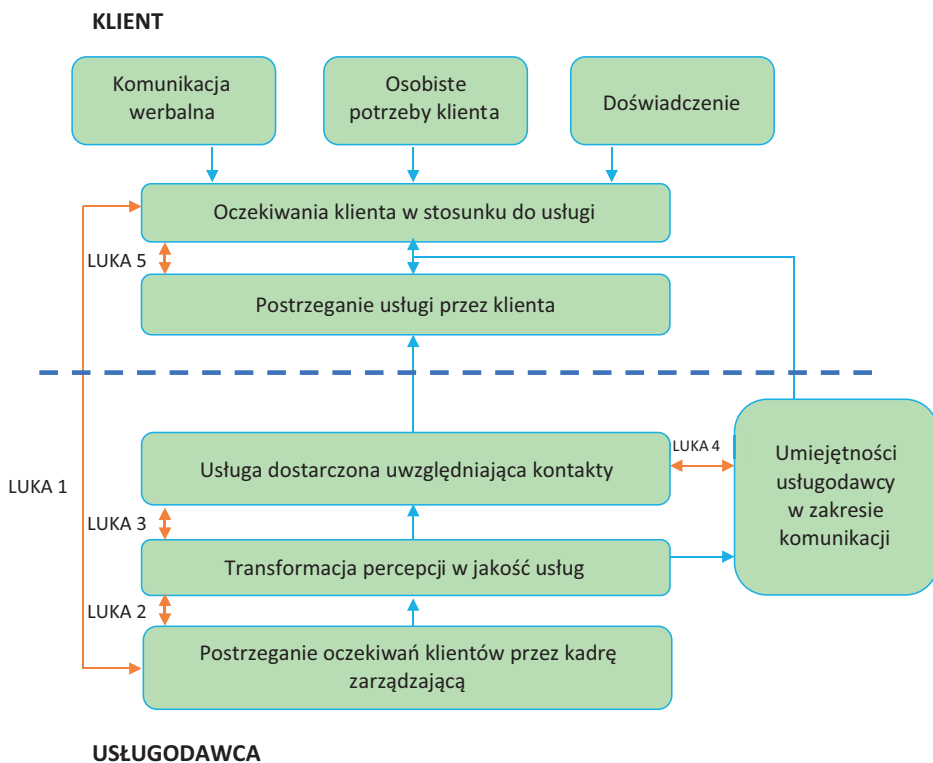 KLIENT
Komunikacja
werbalna
Osobiste
potrzeby klienta
Doświadczenie
Oczekiwania klienta w stosunku do usługi
LUKA 5
Postrzeganie usługi przez klienta
LUKA 1
Usługa dostarczona uwzględniająca kontakty
LUKA 4
Umiejętności
usługodawcy
w zakresie
komunikacji
LUKA 3
Transformacja percepcji w jakość usług
LUKA 2
Postrzeganie oczekiwań klientów przez kadrę
zarządzającą
USŁUGODAWCA